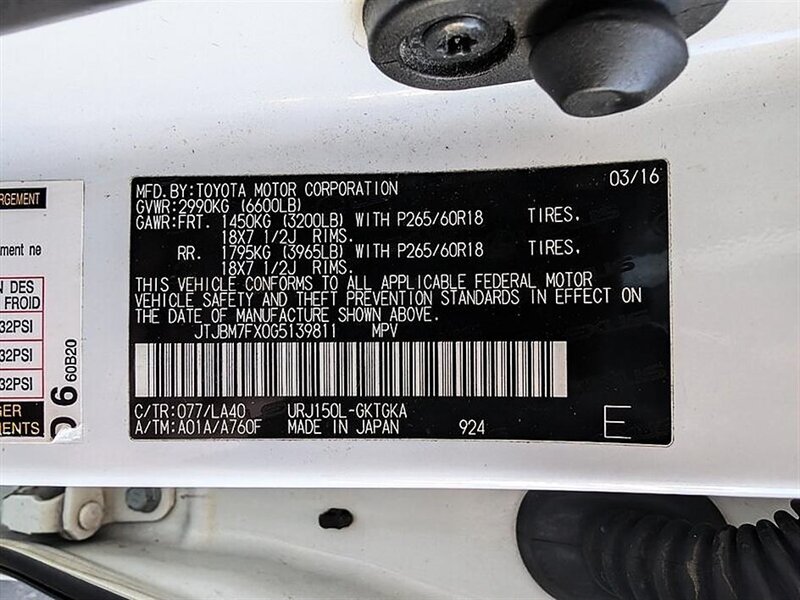 MFD. BY: TOYOTA MOTOR CORPORATION 03/16
GVWR: 2990KG (6600LB)
GAWR: FRT. 1450KG (3200LB) WITH P265/60R18 TIRES,
18X7 1/2J RIMS.
RR. 1795KG (3965LB) WITH P265/60R18 TIRES,
18X7 1/2J RIMS.
THIS VEHICLE CONFORMS TO ALL APPLICABLE FEDERAL MOTOR
VEHICLE SAFETY AND THEFT PREVENTION STANDARDS IN EFFECT ON
THE DATE OF MANUFACTURE SHOWN ABOVE.
JTJBM7FX0G5139811 MPV
C/TR: 077/LA40 URJ150L-GKTGKA
A/TM: A01A/A760F MADE IN JAPAN 924 E
ment ne
N DES
FROID
32PSI
32PSI
32PSI
60B20